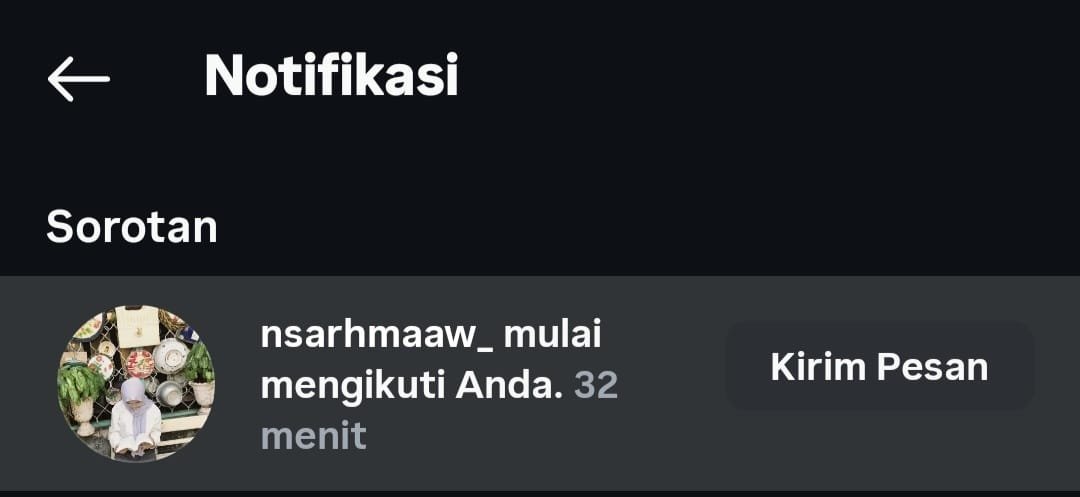 Notifikasi
Sorotan
nsarhmaaw_ mulai
mengikuti Anda. 32
menit
Kirim Pesan